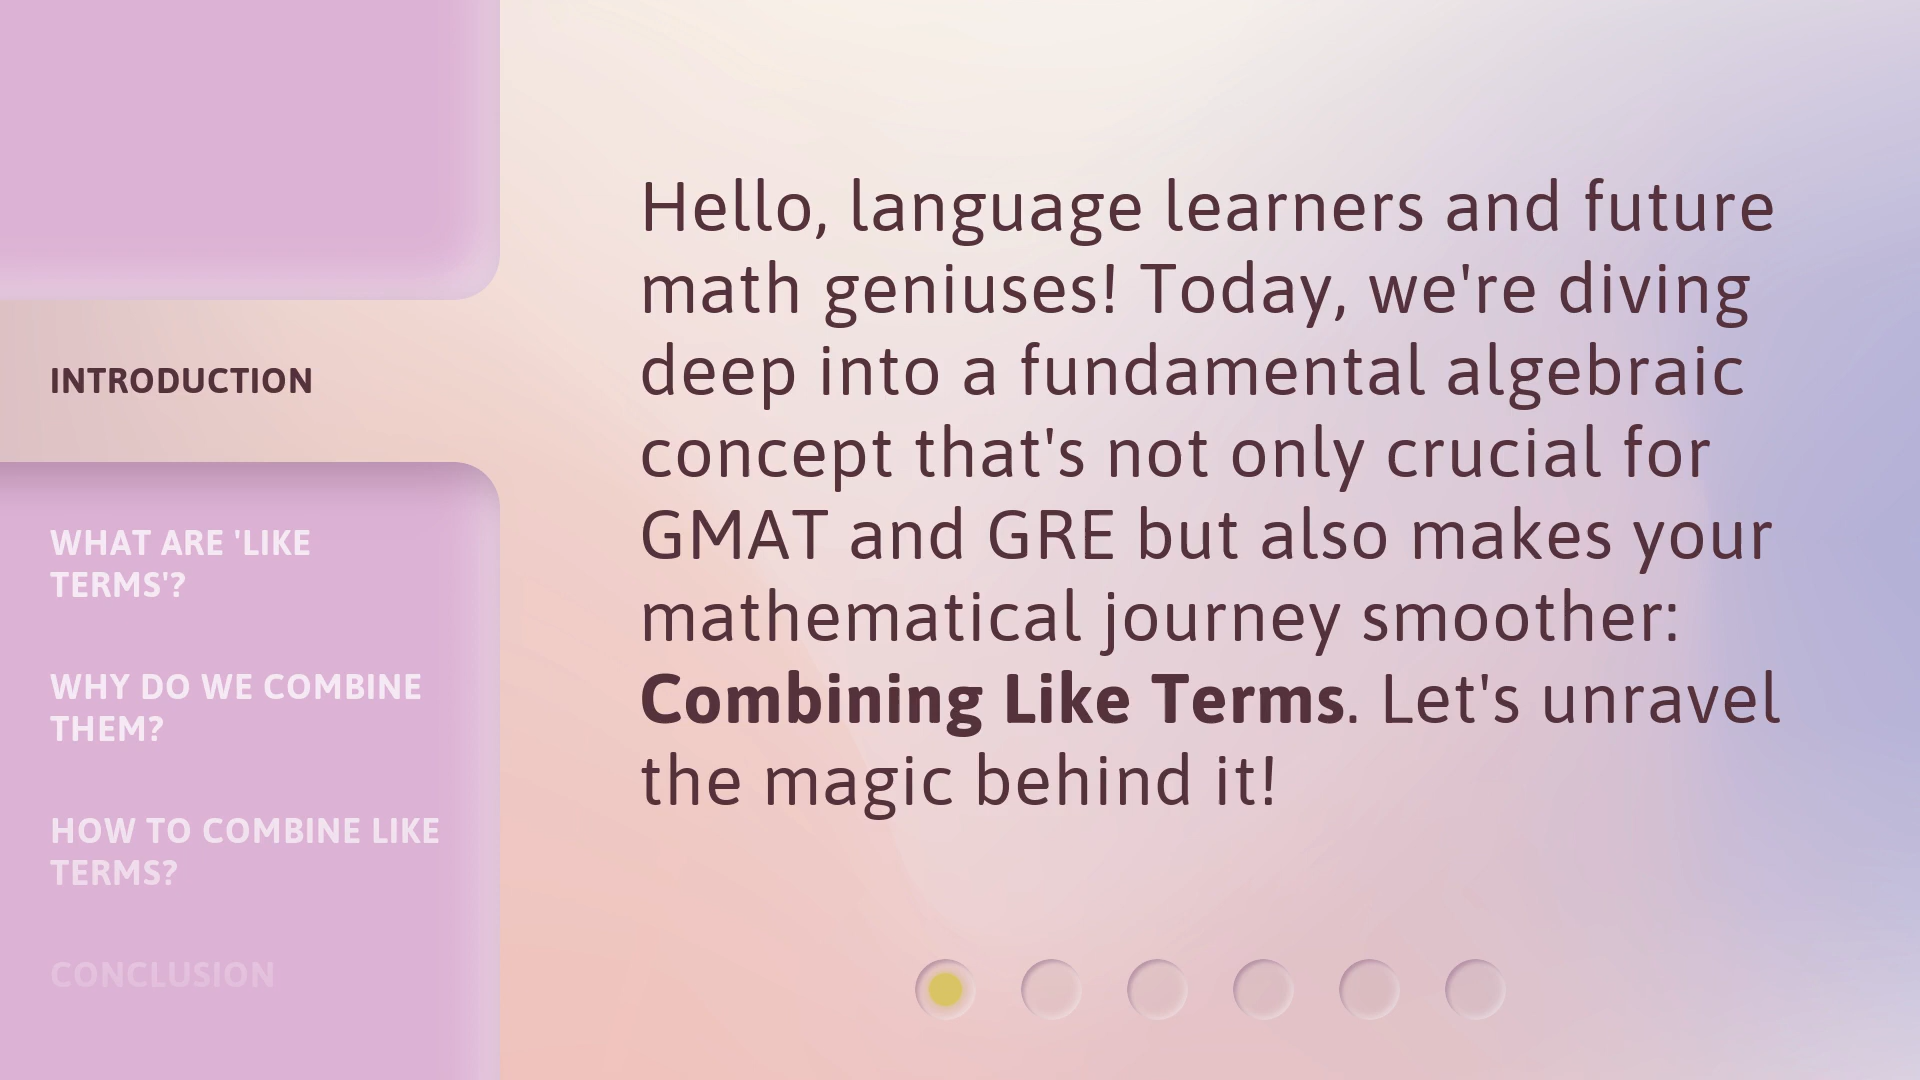 INTRODUCTION
WHAT ARE 'LIKE
TERMS'?
WHY DO WE COMBINE
THEM?
HOW TO COMBINE LIKE
TERMS?
CONCLUSION
Hello, language learners and future
math geniuses! Today, we're diving
deep into a fundamental algebraic
concept that's not only crucial for
GMAT and GRE but also makes your
mathematical journey smoother:
Combining Like Terms. Let's unravel
the magic behind it!